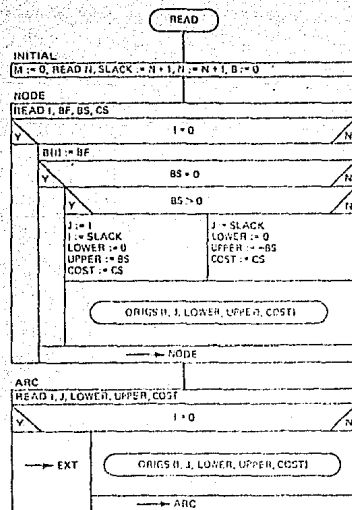 READ
INITIAL
M := 0, READ N, SLACK := N + 1, N := N + 1, B := 0
NODE
READ I, BF, BS, CS
Y I = 0 N
B(I) := BF
Y BS = 0 N
Y BS > 0 N
J := I
I := SLACK
LOWER := 0
UPPER := BS
COST := CS
J := SLACK
LOWER := 0
UPPER := -BS
COST := CS
ORIGS (I, J, LOWER, UPPER, COST)
→ NODE
ARC
READ I, J, LOWER, UPPER, COST
Y I = 0 N
→ EXT
ORIGS (I, J, LOWER, UPPER, COST)
→ ARC